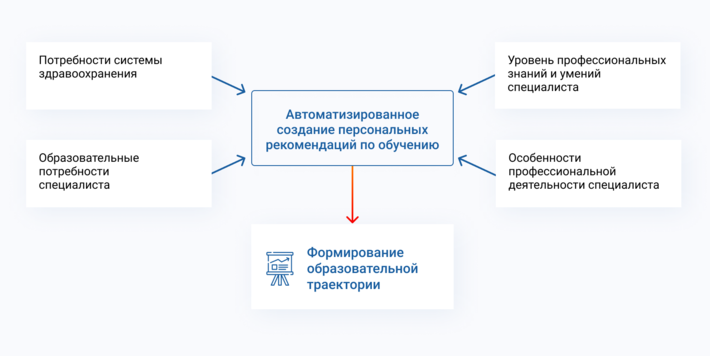 Потребности системы
здравоохранения
Уровень профессиональных
знаний и умений
специалиста
Автоматизированное
создание персональных
рекомендаций по обучению
Образовательные
потребности
специалиста
Особенности
профессиональной
деятельности специалиста
Формирование
образовательной
траектории